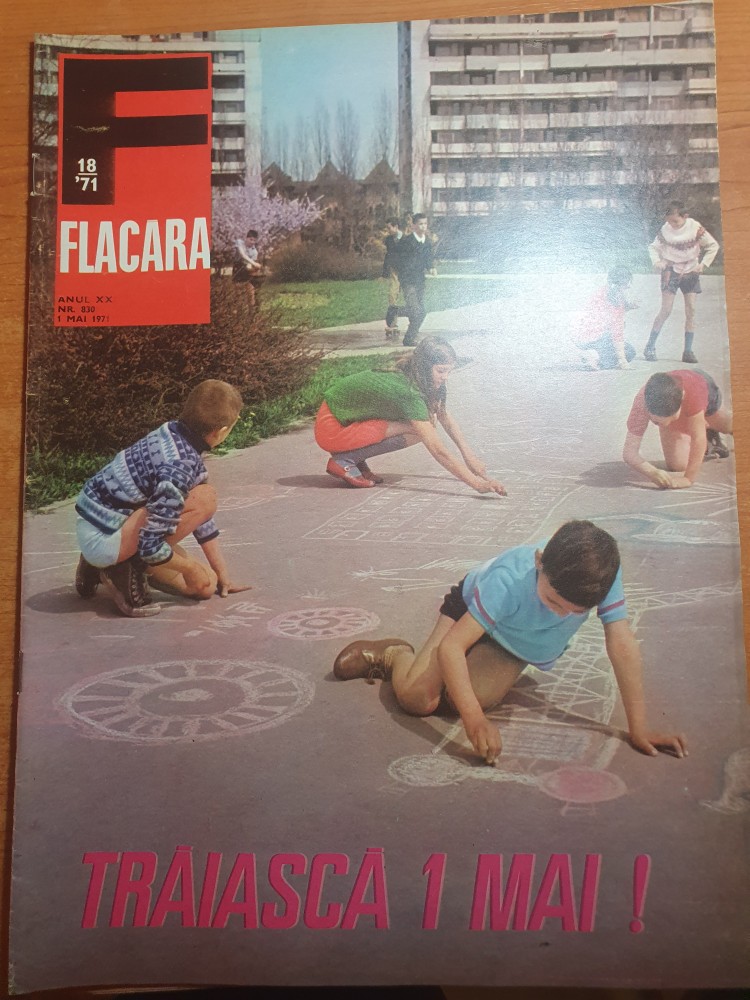 F
18
'71
FLACARA
ANUL XX
NR. 830
1 MAI 1971
TRĂIASCĂ 1 MAI !